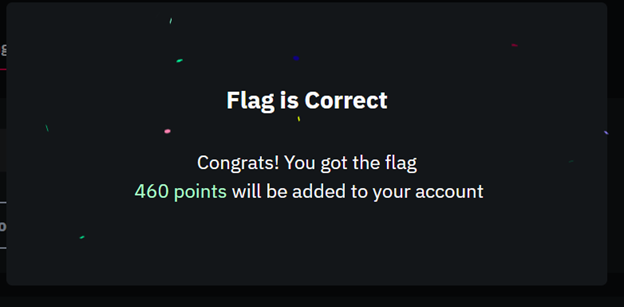 Flag is Correct
Congrats! You got the flag
460 points will be added to your account